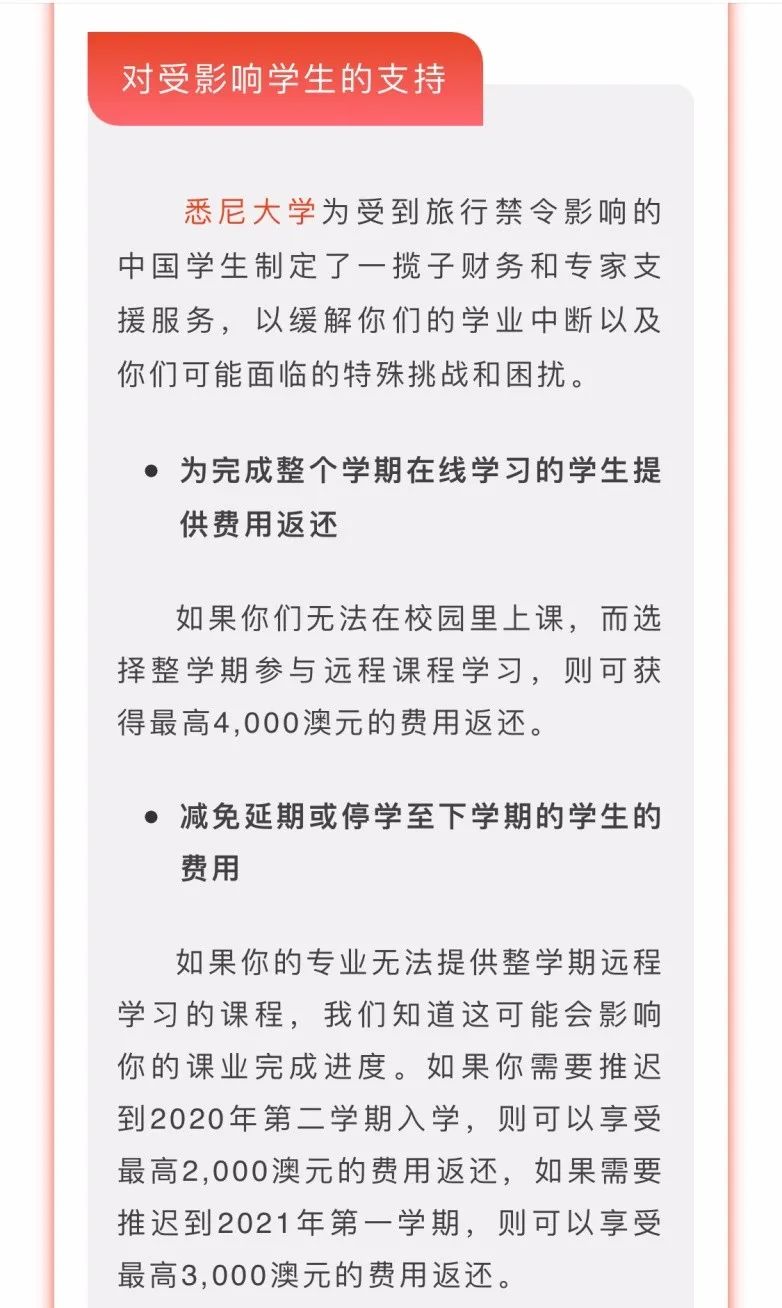 对受影响学生的支持
悉尼大学为受到旅行禁令影响的
中国学生制定了一揽子财务和专家支
援服务，以缓解你们的学业中断以及
你们可能面临的特殊挑战和困扰。
• 为完成整个学期在线学习的学生提
供费用返还
如果你们无法在校园里上课，而选
择整学期参与远程课程学习，则可获
得最高4,000澳元的费用返还。
• 减免延期或停学至下学期的学生的
费用
如果你的专业无法提供整学期远程
学习的课程，我们知道这可能会影响
你的课业完成进度。如果你需要推迟
到2020年第二学期入学，则可以享受
最高2,000澳元的费用返还，如果需要
推迟到2021年第一学期，则可以享受
最高3,000澳元的费用返还。